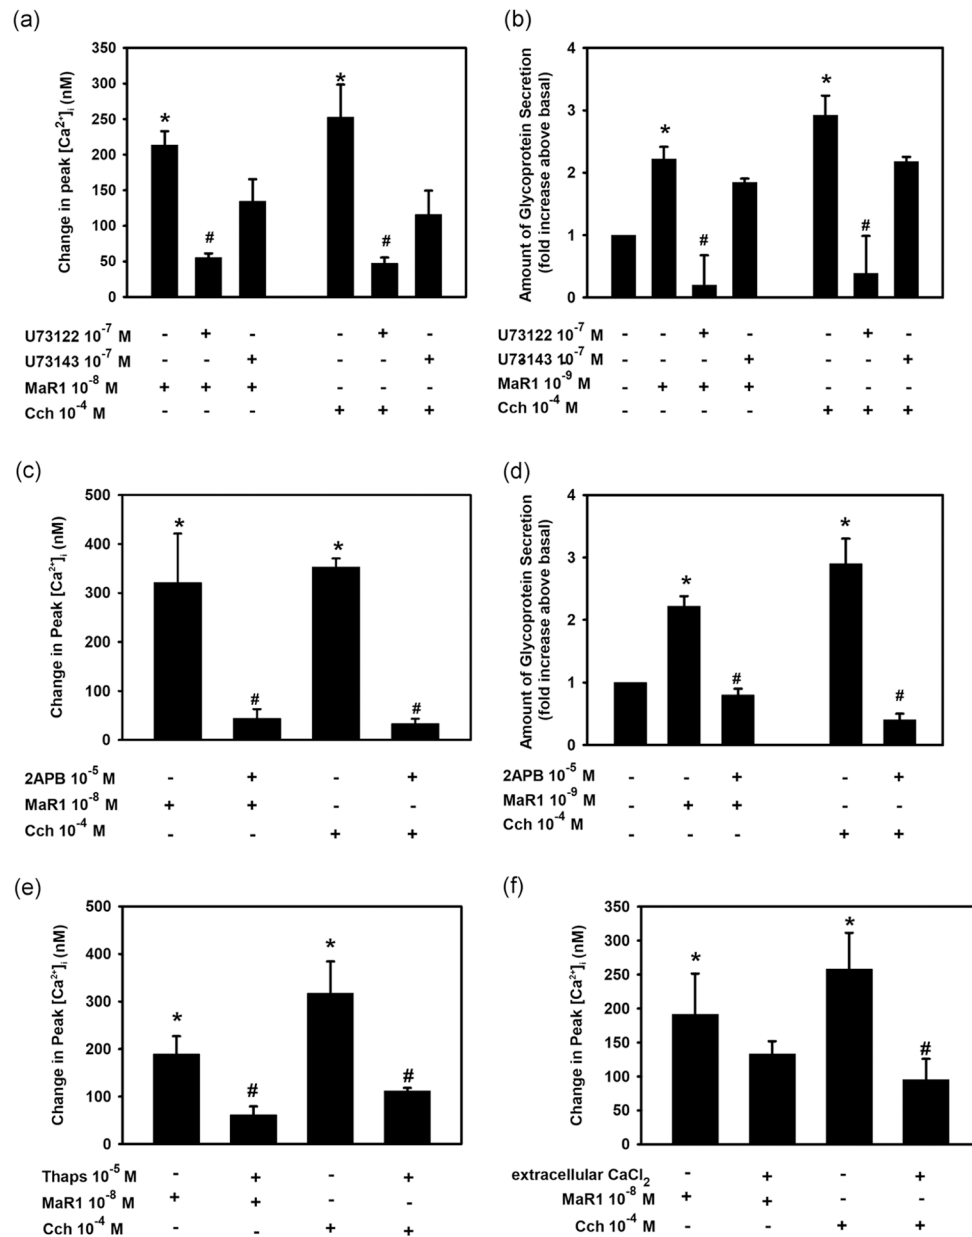 (a)
Change in peak [Ca²⁺]ᵢ (nM)
350
300
250
200
150
100
50
0
* # * #
U73122 10⁻⁷ M - + - - + -
U73143 10⁻⁷ M - - + - - +
MaR1 10⁻⁸ M + + + - - -
Cch 10⁻⁴ M - - - + + +
(b)
Amount of Glycoprotein Secretion
(fold increase above basal)
4
3
2
1
0
* # * #
U73122 10⁻⁷ M - - + - - + -
U73143 10⁻⁷ M - - - + - - +
MaR1 10⁻⁹ M - + + + - - -
Cch 10⁻⁴ M - - - - + + +
(c)
Change in Peak [Ca²⁺]ᵢ (nM)
500
400
300
200
100
0
* # * #
2APB 10⁻⁵ M - + - +
MaR1 10⁻⁸ M + + - -
Cch 10⁻⁴ M - - + +
(d)
Amount of Glycoprotein Secretion
(fold increase above basal)
4
3
2
1
0
* # * #
2APB 10⁻⁵ M - - + - +
MaR1 10⁻⁹ M - + + - -
Cch 10⁻⁴ M - - - + +
(e)
Change in Peak [Ca²⁺]ᵢ (nM)
500
400
300
200
100
0
* # * #
Thaps 10⁻⁵ M - + - +
MaR1 10⁻⁸ M + + - -
Cch 10⁻⁴ M - - + +
(f)
Change in Peak [Ca²⁺]ᵢ (nM)
350
300
250
200
150
100
50
0
* * #
extracellular CaCl₂ - + - +
MaR1 10⁻⁸ M + + - -
Cch 10⁻⁴ M - - + +